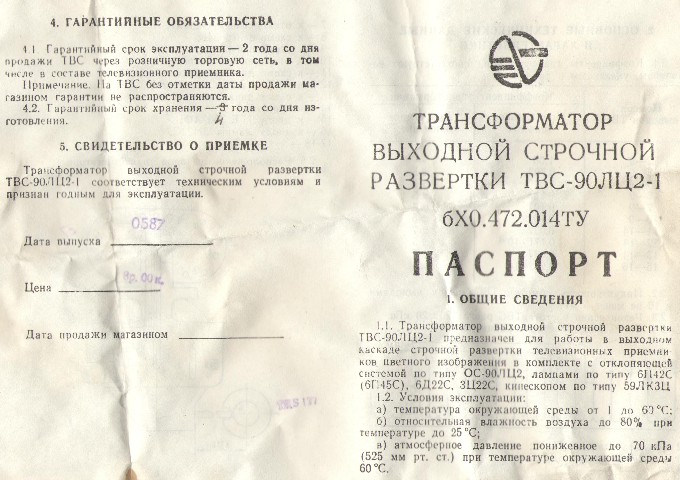 4. ГАРАНТИЙНЫЕ ОБЯЗАТЕЛЬСТВА
4.1. Гарантийный срок эксплуатации — 2 года со дня
продажи ТВС через розничную торговую сеть, в том
числе в составе телевизионного приемника.
Примечание. На ТВС без отметки даты продажи ма-
газином гарантии не распространяются.
4.2. Гарантийный срок хранения — 3 года со дня из-
4
готовления.
5. СВИДЕТЕЛЬСТВО О ПРИЕМКЕ
Трансформатор выходной строчной развертки
ТВС-90ЛЦ2-1 соответствует техническим условиям и
признан годным для эксплуатации.
Дата выпуска 0587
Цена
Дата продажи магазином
ТРАНСФОРМАТОР
ВЫХОДНОЙ СТРОЧНОЙ
РАЗВЕРТКИ ТВС-90ЛЦ2-1
бХ0.472.014ТУ
ПАСПОРТ
1. ОБЩИЕ СВЕДЕНИЯ
1.1. Трансформатор выходной строчной развертки
ТВС-90ЛЦ2-1 предназначен для работы в выходном
каскаде строчной развертки телевизионных приемни-
ков цветного изображения в комплекте с отклоняющей
системой по типу ОС-90ЛЦ2, лампами по типу 6П42С
(6П45С), 6Д22С, 3Ц22С, кинескопом по типу 59ЛК3Ц.
1.2. Условия эксплуатации:
а) температура окружающей среды от 1 до 60°С;
б) относительная влажность воздуха до 80% при
температуре до 25°С;
в) атмосферное давление пониженное до 70 кПа
(525 мм рт. ст.) при температуре окружающей среды
60°С.